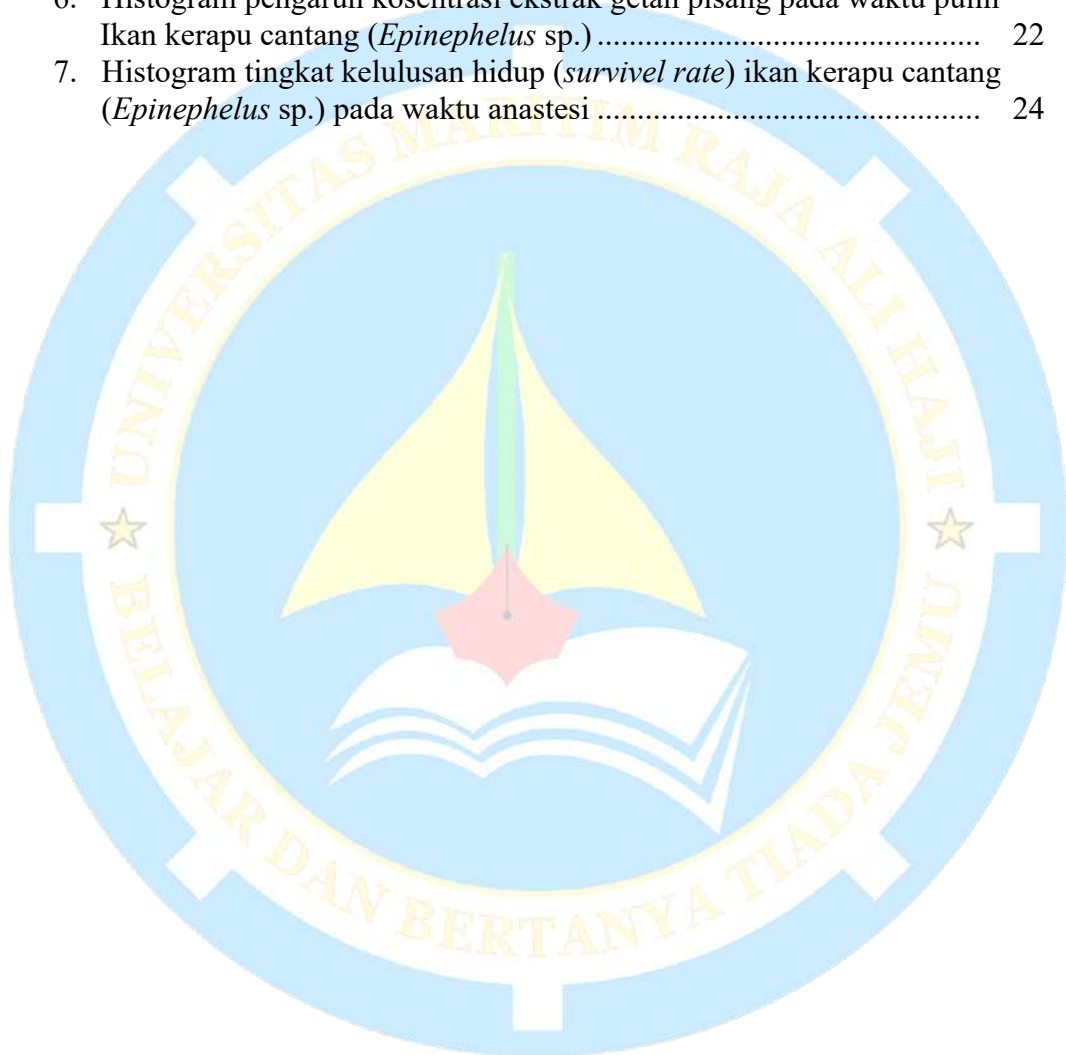 6. Histogram pengaruh kosentrasi ekstrak getah pisang pada waktu pulih
Ikan kerapu cantang (Epinephelus sp.) ................................................ 22
7. Histogram tingkat kelulusan hidup (survivel rate) ikan kerapu cantang
(Epinephelus sp.) pada waktu anastesi ................................................ 24
UNIVERSITAS MARITIM RAJA ALI HAJI
BELAJAR DAN BERTANYA TIADA JEMU